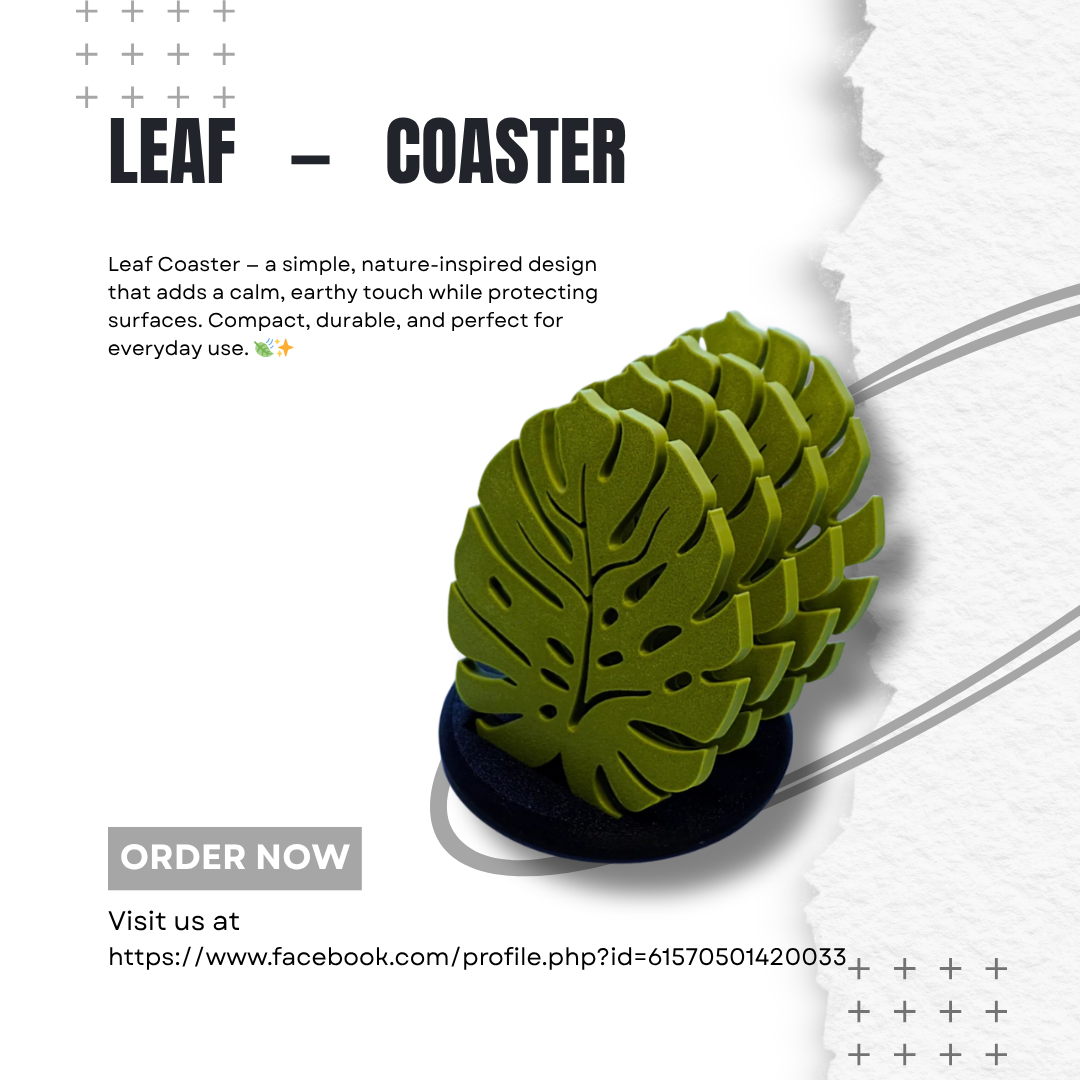 LEAF – COASTER
Leaf Coaster – a simple, nature-inspired design
that adds a calm, earthy touch while protecting
surfaces. Compact, durable, and perfect for
everyday use. 🍃✨
ORDER NOW
Visit us at
https://www.facebook.com/profile.php?id=61570501420033